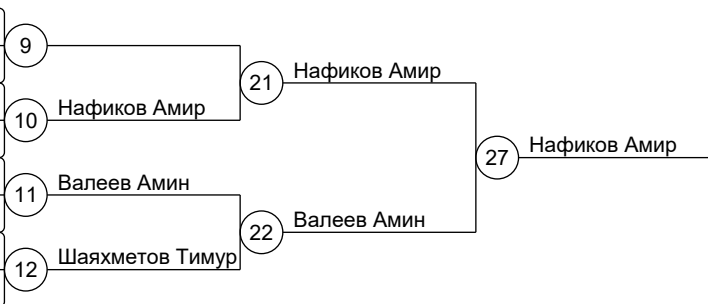 9
21
Нафиков Амир
10
Нафиков Амир
27
Нафиков Амир
11
Валеев Амин
22
Валеев Амин
12
Шаяхметов Тимур